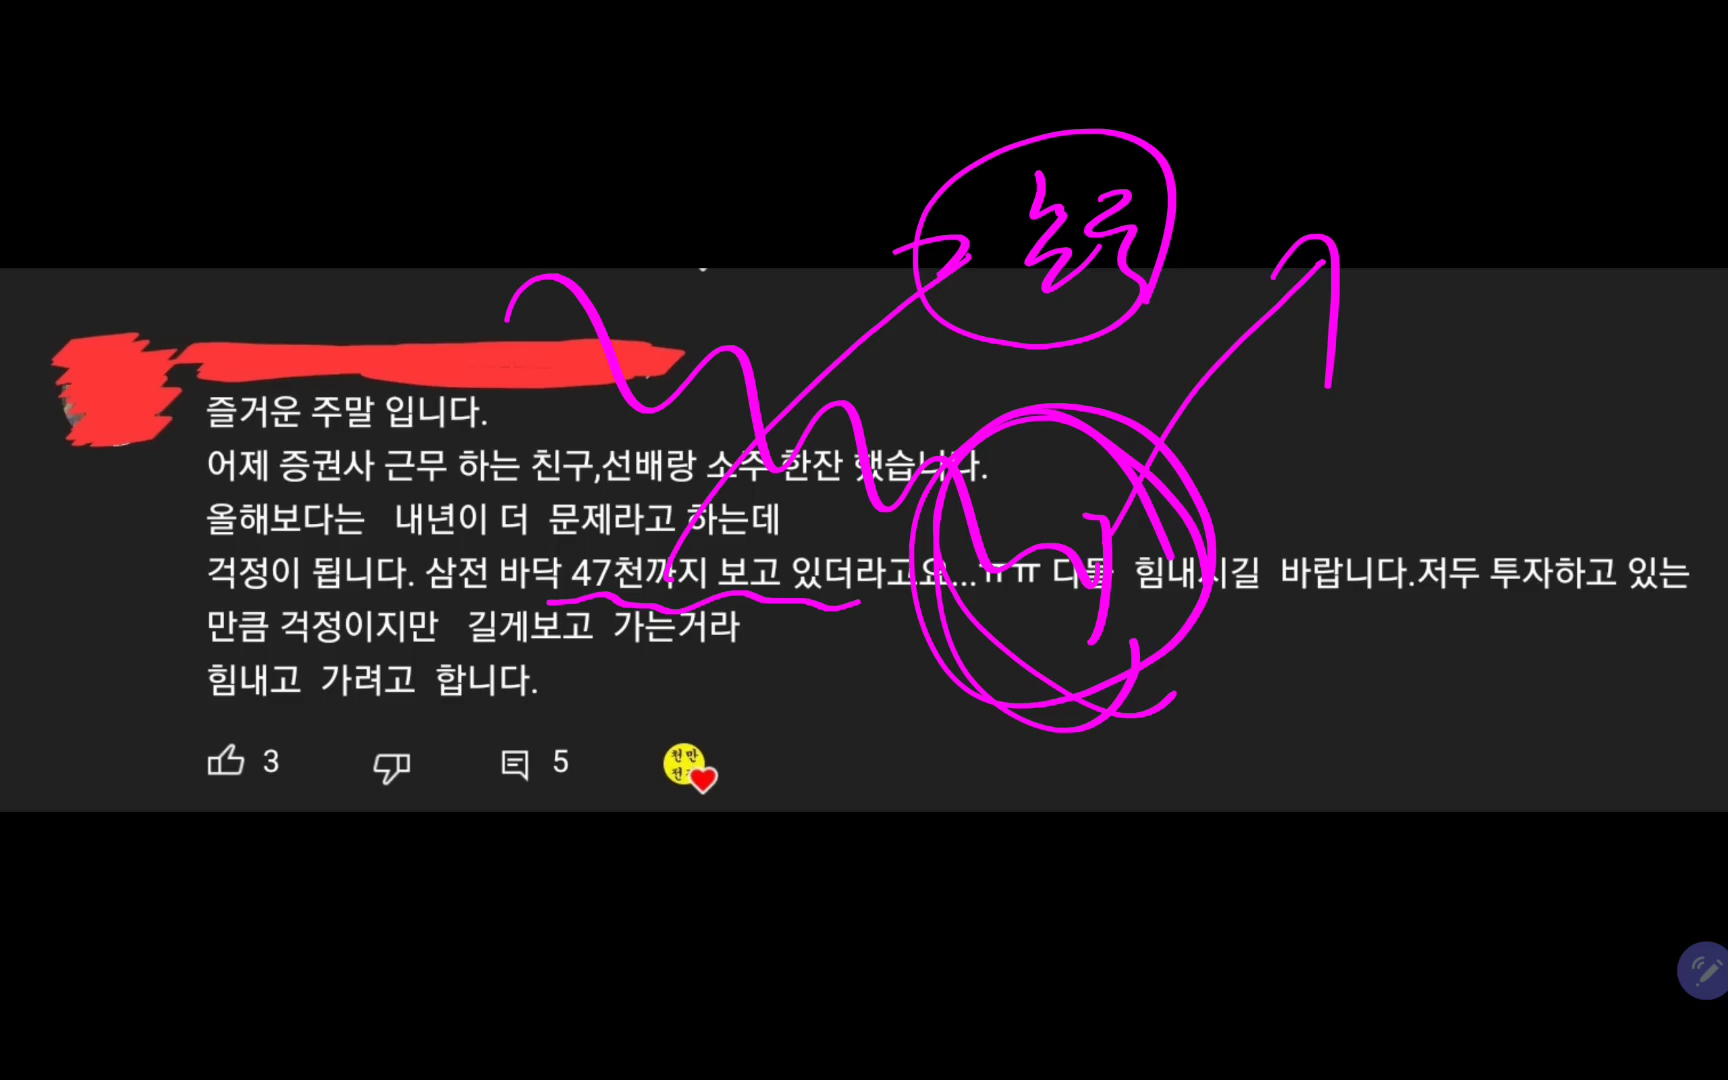 즐거운 주말 입니다.
어제 증권사 근무 하는 친구,선배랑 소주 한잔 했습니다.
올해보다는 내년이 더 문제라고 하는데
걱정이 됩니다. 삼전 바닥 47천까지 보고 있더라고요...ㅠㅠ 다들 힘내시길 바랍니다.저두 투자하고 있는
만큼 걱정이지만 길게보고 가는거라
힘내고 가려고 합니다.
3 5
천만